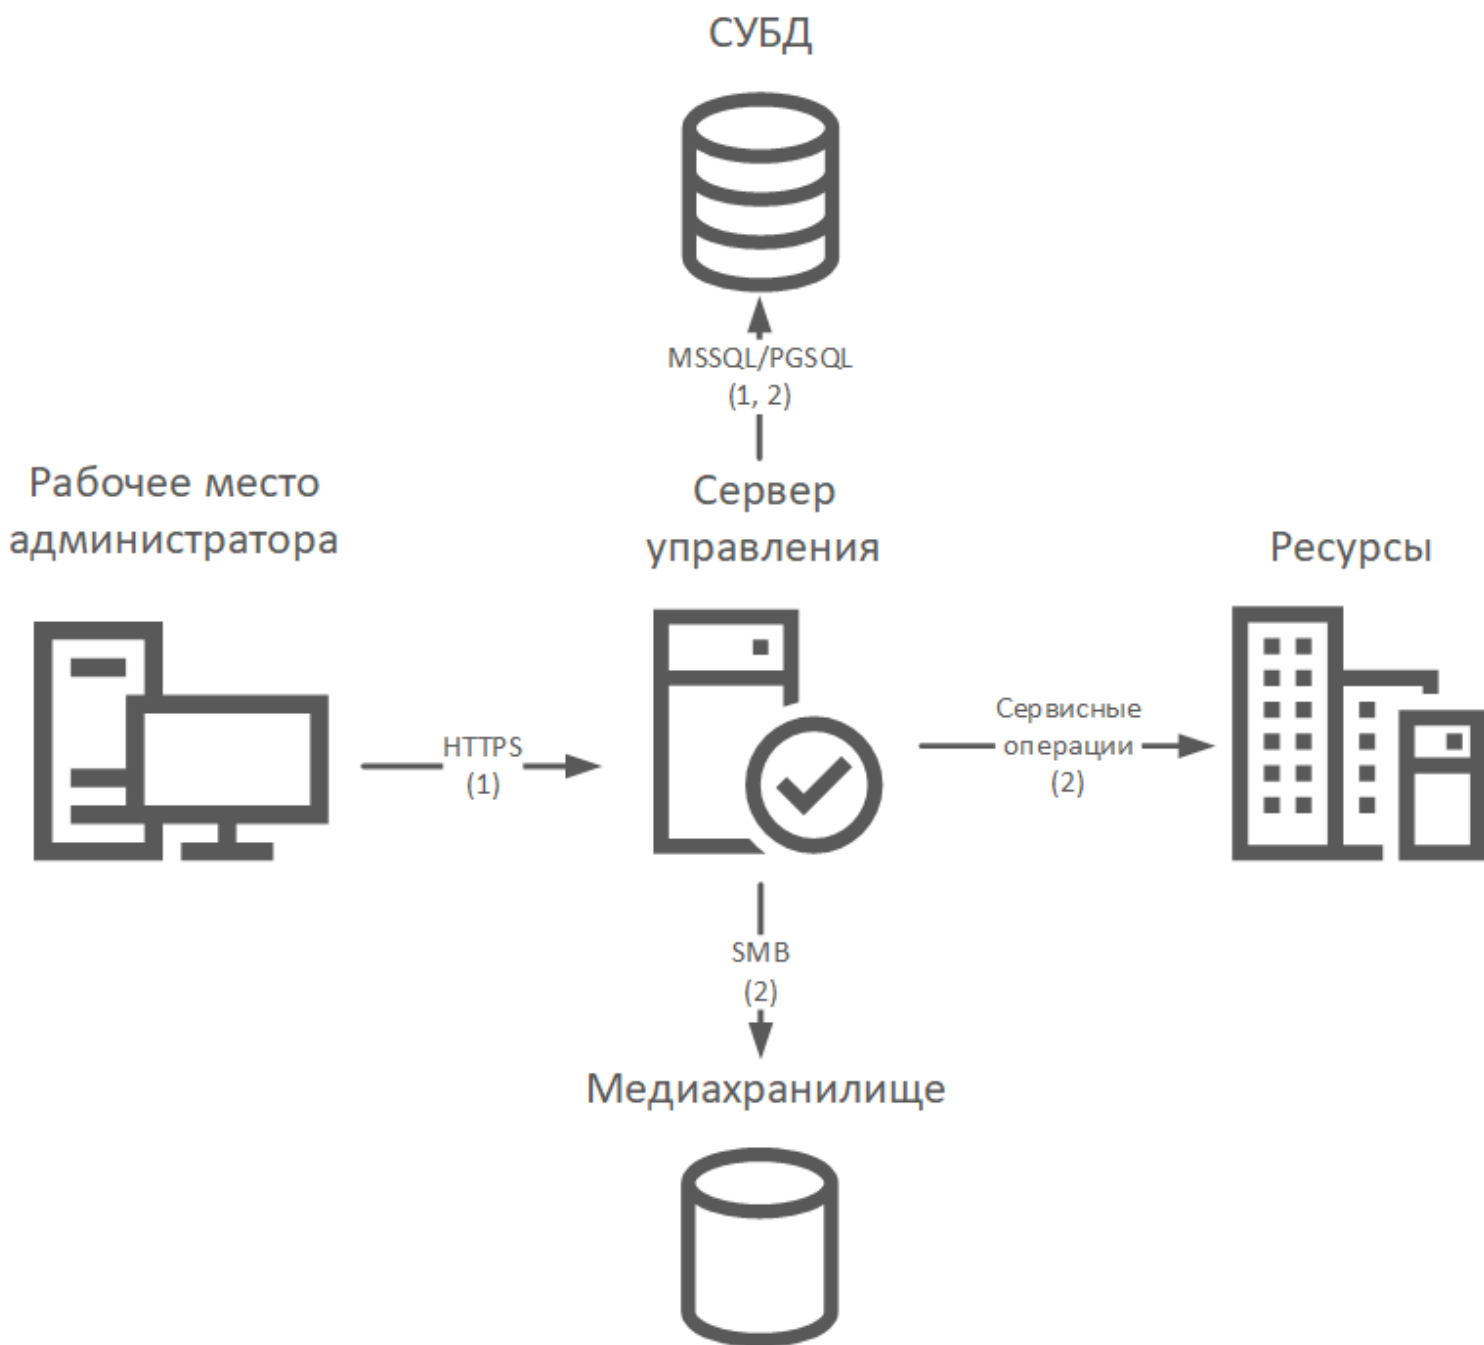 СУБД
MSSQL/PGSQL
(1, 2)
Рабочее место
администратора
Сервер
управления
Ресурсы
HTTPS
(1)
Сервисные
операции
(2)
SMB
(2)
Медиахранилище